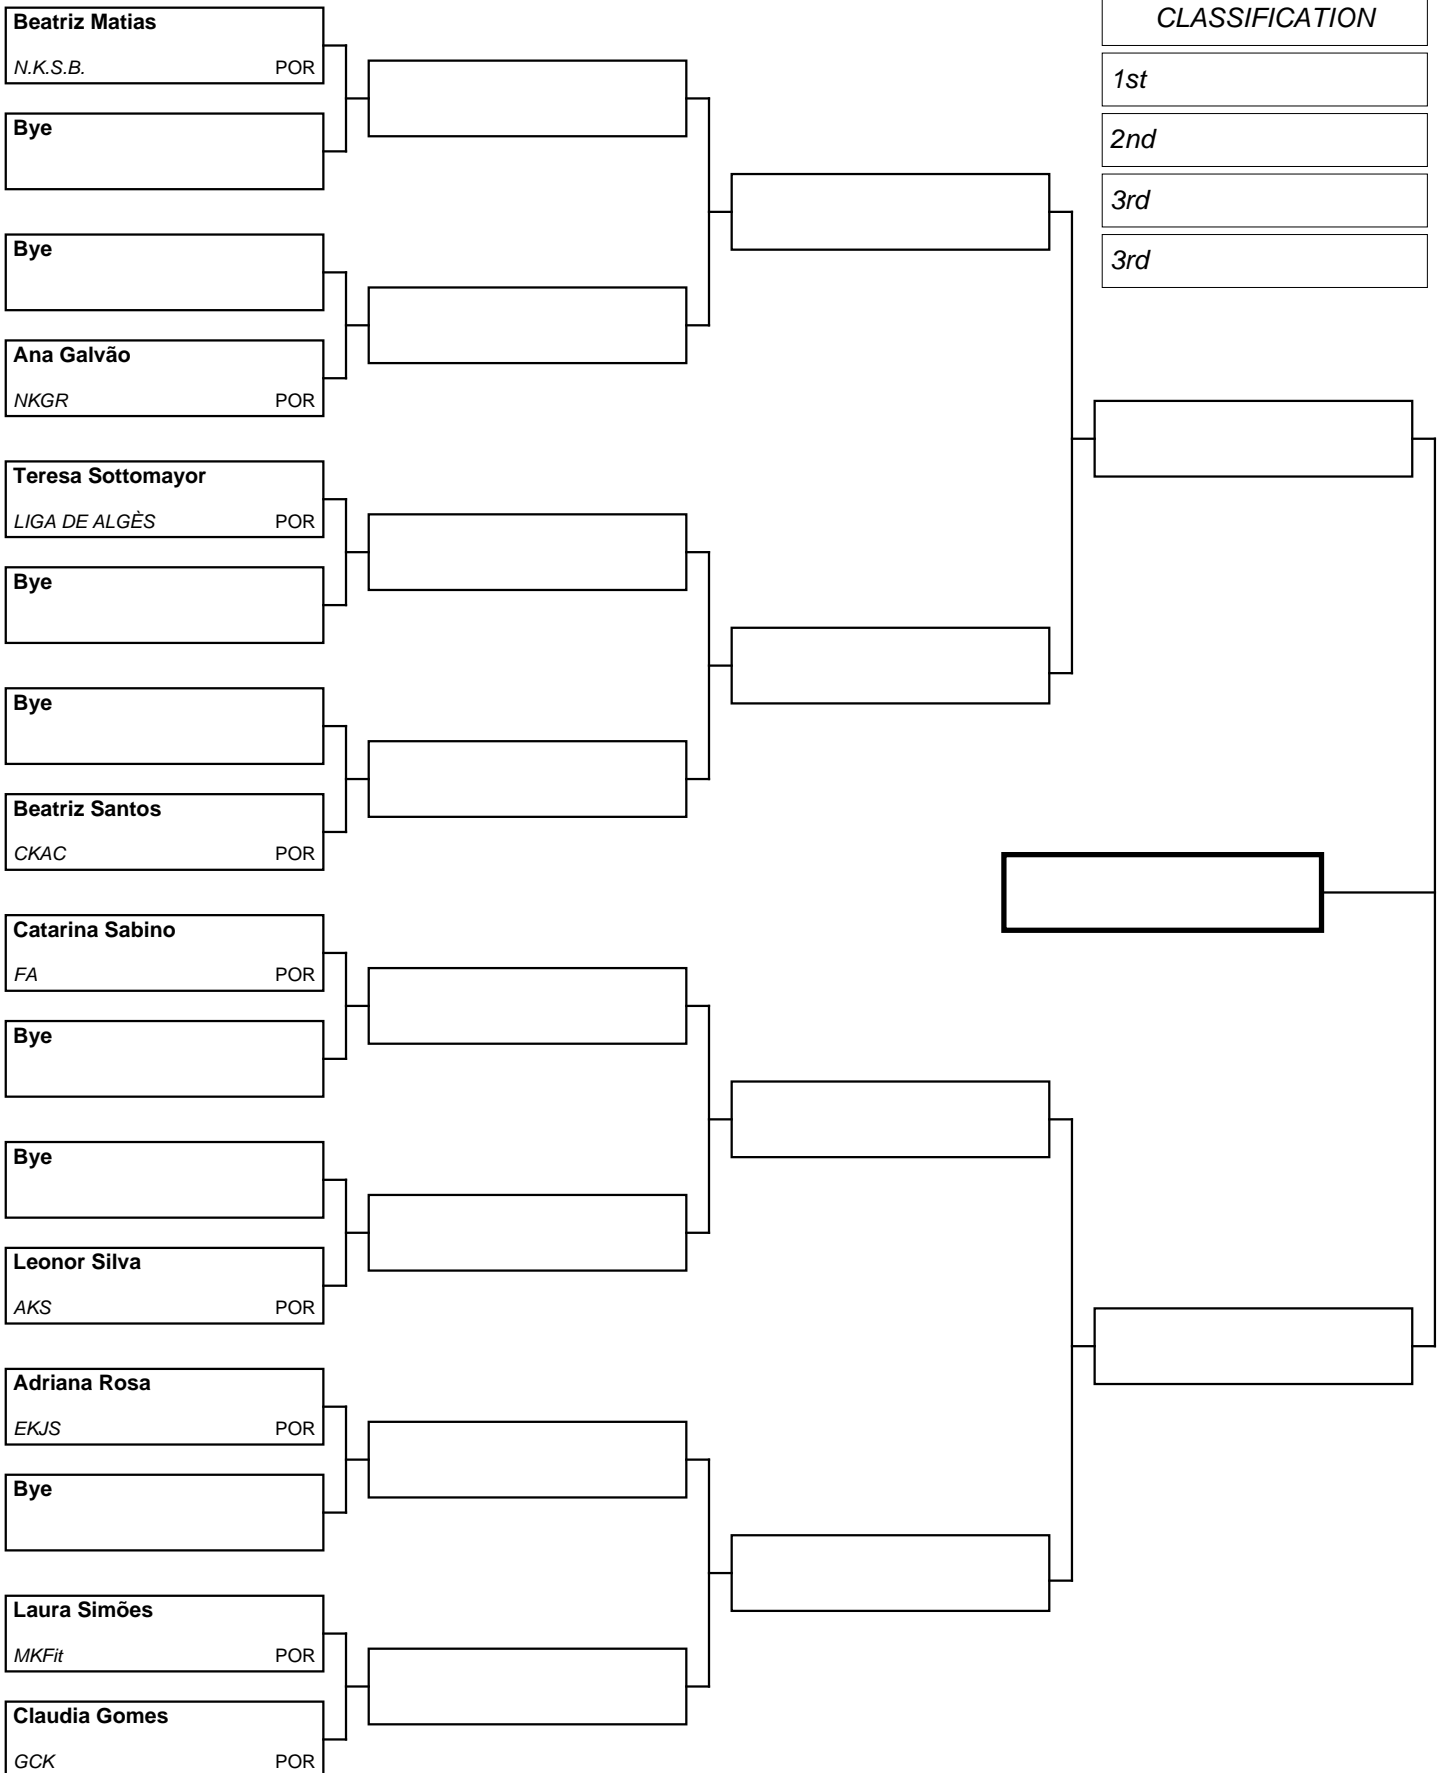 CLASSIFICATION
1st
2nd
3rd
3rd
Beatriz Matias
N.K.S.B. POR
Bye
Bye
Ana Galvão
NKGR POR
Teresa Sottomayor
LIGA DE ALGÈS POR
Bye
Bye
Beatriz Santos
CKAC POR
Catarina Sabino
FA POR
Bye
Bye
Leonor Silva
AKS POR
Adriana Rosa
EKJS POR
Bye
Laura Simões
MKFit POR
Claudia Gomes
GCK POR